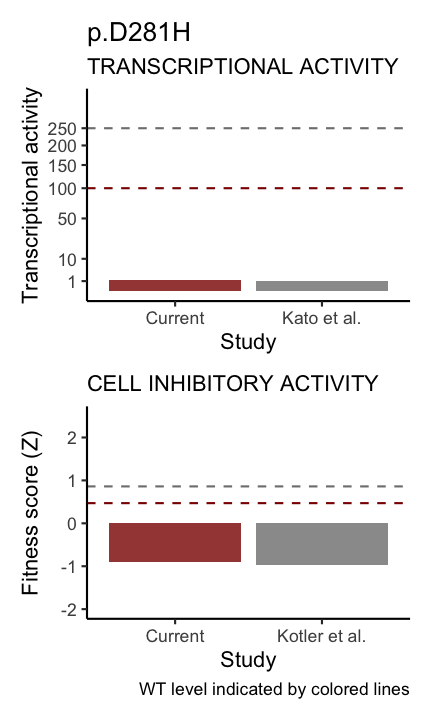 p.D281H
TRANSCRIPTIONAL ACTIVITY
Transcriptional activity
250
200
150
100
50
10
1
Current
Kato et al.
Study
CELL INHIBITORY ACTIVITY
Fitness score (Z)
2
1
0
-1
-2
Current
Kotler et al.
Study
WT level indicated by colored lines